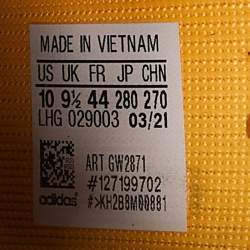 MADE IN VIETNAM
US UK FR JP CHN
10 9½ 44 280 270
LHG 029003 03/21
ART GW2871
#127199702
adidas #>KH2B8M00881